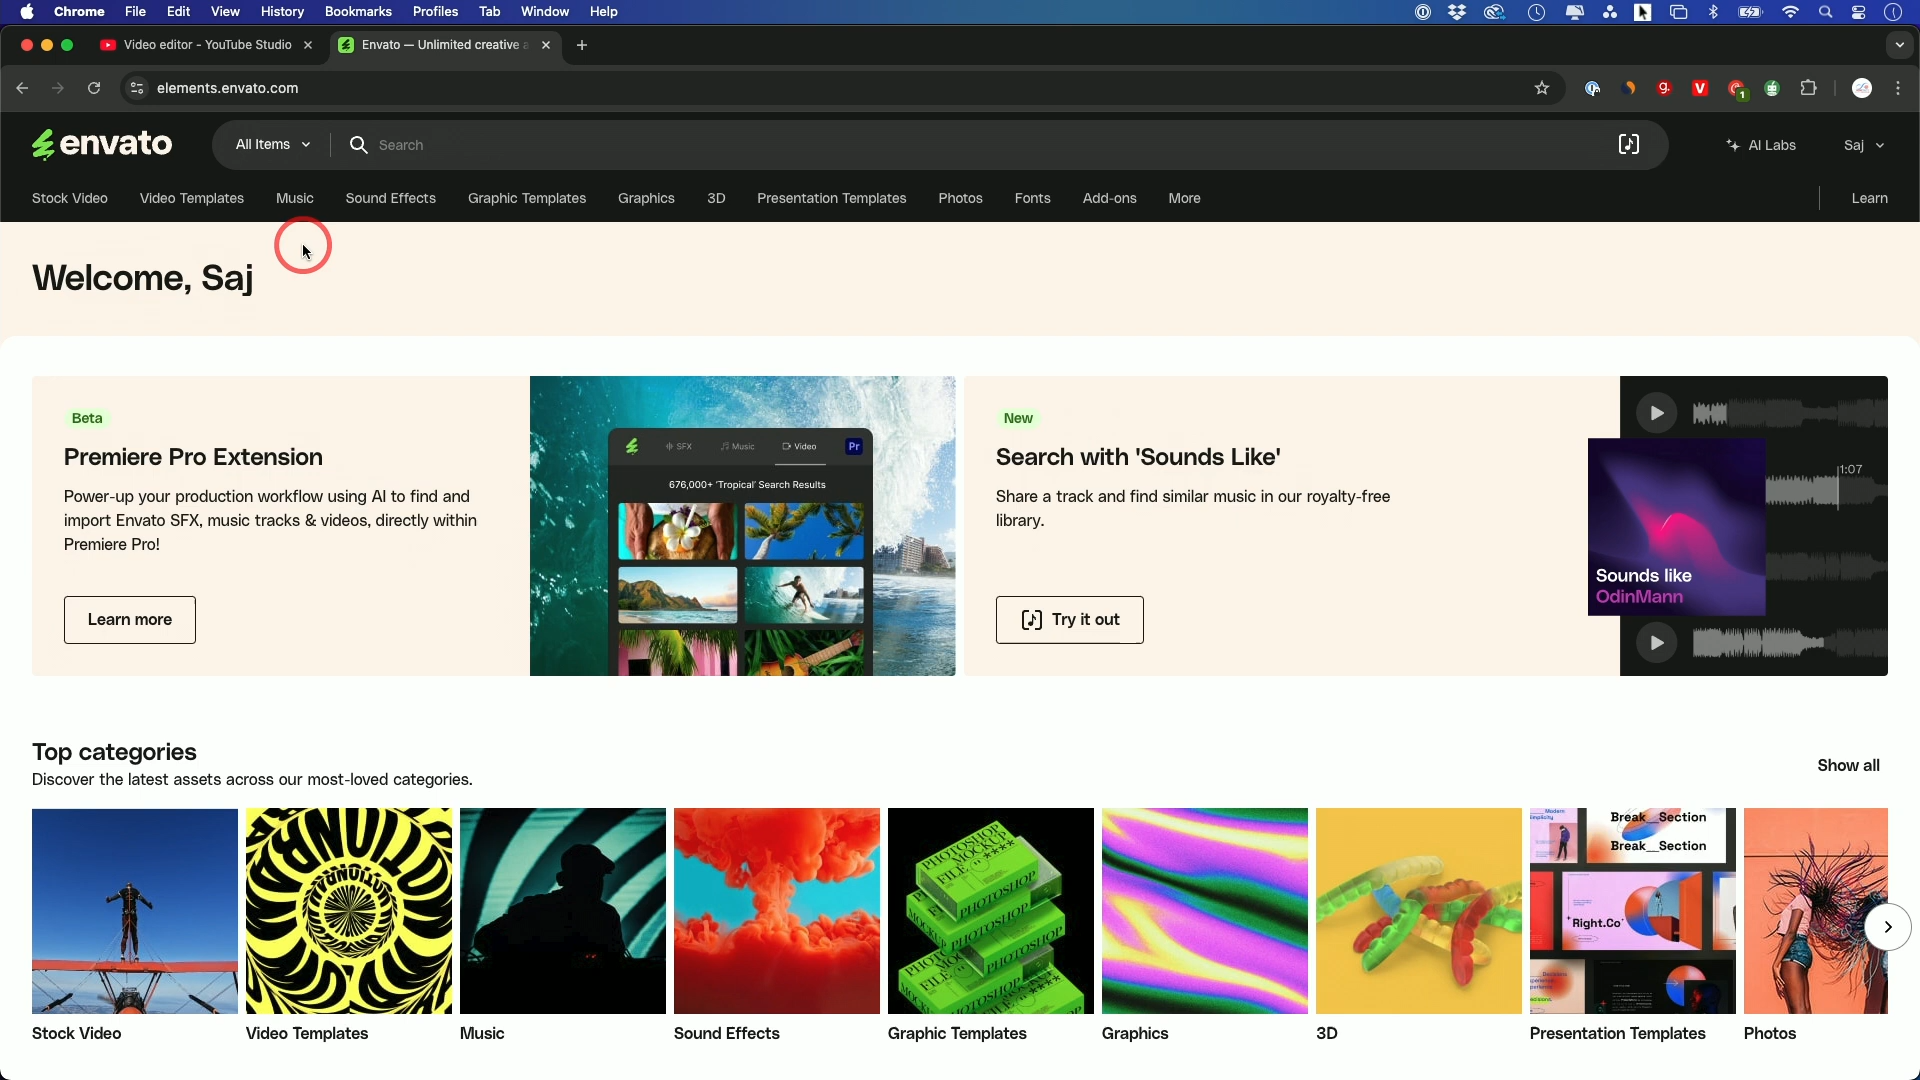 Chrome File Edit View History Bookmarks Profiles Tab Window Help
Video editor - YouTube Studio
Envato — Unlimited creative a
elements.envato.com
envato
All Items
Search
AI Labs
Saj
Stock Video Video Templates Music Sound Effects Graphic Templates Graphics 3D Presentation Templates Photos Fonts Add-ons More Learn
Welcome, Saj
Beta
Premiere Pro Extension
Power-up your production workflow using AI to find and
import Envato SFX, music tracks & videos, directly within
Premiere Pro!
Learn more
SFX Music Video Pr
676,000+ 'Tropical' Search Results
New
Search with 'Sounds Like'
Share a track and find similar music in our royalty-free
library.
Try it out
1:07
Sounds like
OdinMann
Top categories
Discover the latest assets across our most-loved categories.
Show all
PHOTOSHOP
FILE MOCKUP
Modern
Simplicity
Break__Section
Break__Section
Right.Co
Stock Video
Video Templates
Music
Sound Effects
Graphic Templates
Graphics
3D
Presentation Templates
Photos